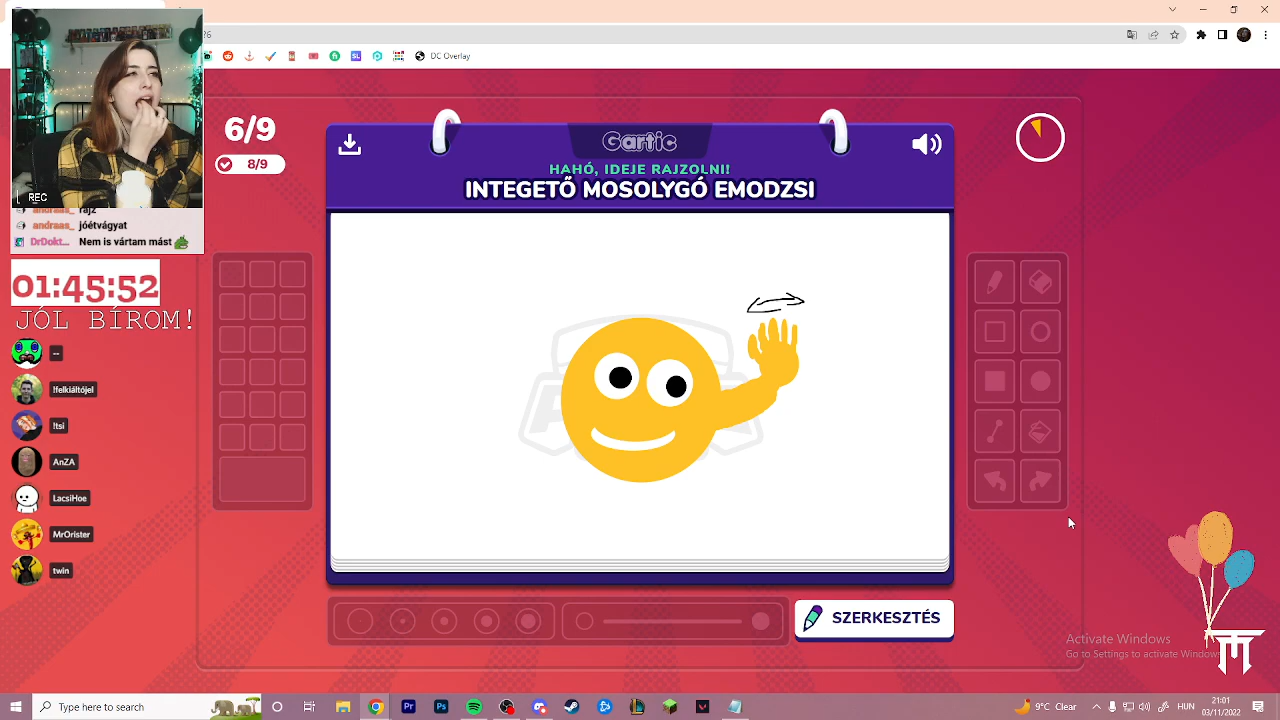 DC Overlay
REC
andraas_ rajz
andraas_ jóétvágyat
DrDokt... Nem is vártam mást
01:45:52
JÓL BÍROM!
--
!felkiáltójel
!tsi
AnZA
LacsiHoe
MrOrister
twin
6/9
8/9
Gartic
HAHÓ, IDEJE RAJZOLNI!
INTEGETŐ MOSOLYGÓ EMODZSI
SZERKESZTÉS
Activate Windows
Go to Settings to activate Windows
Type here to search
9°C Clear
HUN
21:01
03/11/2022